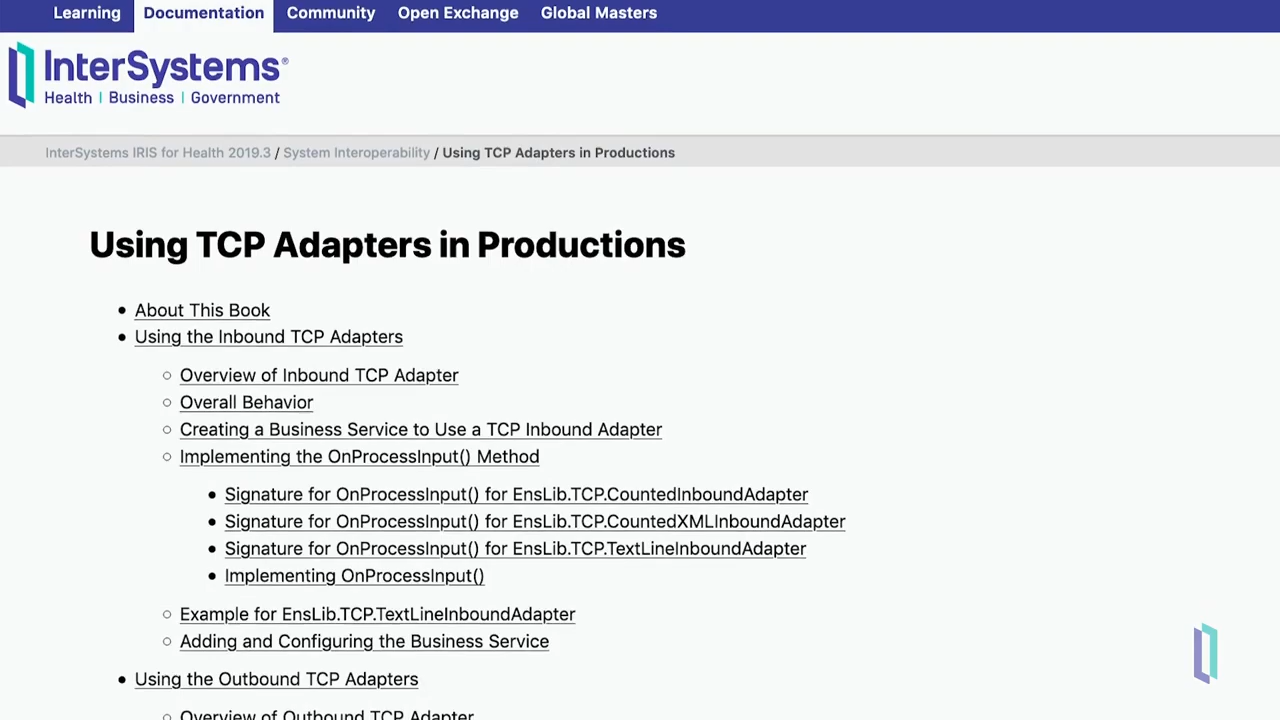 Learning Documentation Community Open Exchange Global Masters
InterSystems®
Health | Business | Government
InterSystems IRIS for Health 2019.3 / System Interoperability / Using TCP Adapters in Productions
Using TCP Adapters in Productions
• About This Book
• Using the Inbound TCP Adapters
○ Overview of Inbound TCP Adapter
○ Overall Behavior
○ Creating a Business Service to Use a TCP Inbound Adapter
○ Implementing the OnProcessInput() Method
• Signature for OnProcessInput() for EnsLib.TCP.CountedInboundAdapter
• Signature for OnProcessInput() for EnsLib.TCP.CountedXMLInboundAdapter
• Signature for OnProcessInput() for EnsLib.TCP.TextLineInboundAdapter
• Implementing OnProcessInput()
○ Example for EnsLib.TCP.TextLineInboundAdapter
○ Adding and Configuring the Business Service
• Using the Outbound TCP Adapters
○ Overview of Outbound TCP Adapter